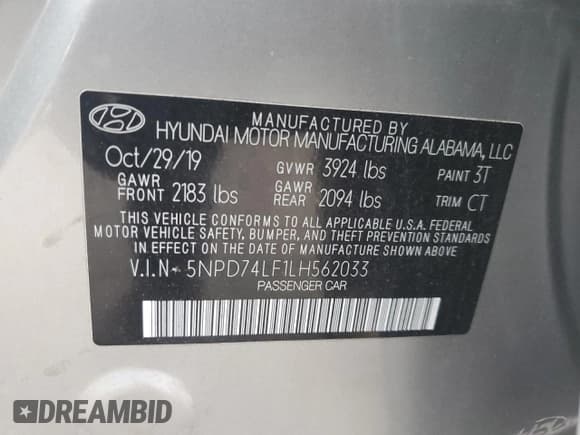 MANUFACTURED BY
HYUNDAI MOTOR MANUFACTURING ALABAMA, LLC
Oct/29/19 GVWR 3924 lbs PAINT 3T
GAWR FRONT 2183 lbs GAWR REAR 2094 lbs TRIM CT
THIS VEHICLE CONFORMS TO ALL APPLICABLE U.S.A. FEDERAL
MOTOR VEHICLE SAFETY, BUMPER, AND THEFT PREVENTION STANDARDS
IN EFFECT ON THE DATE OF MANUFACTURE SHOWN ABOVE
V.I.N- 5NPD74LF1LH562033
PASSENGER CAR
DREAMBID